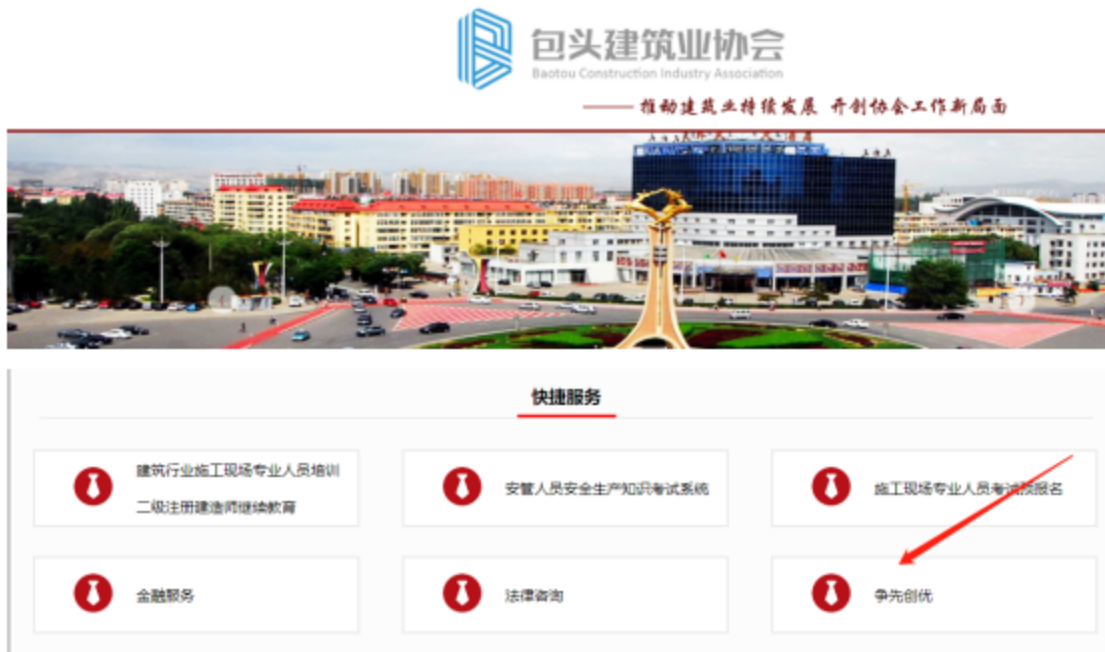 包头建筑业协会
Baotou Construction Industry Association
—— 推动建筑业持续发展 开创协会工作新局面
快捷服务
建筑行业施工现场专业人员培训
二级注册建造师继续教育
安管人员安全生产知识考试系统
施工现场专业人员考试预报名
金融服务
法律咨询
争先创优